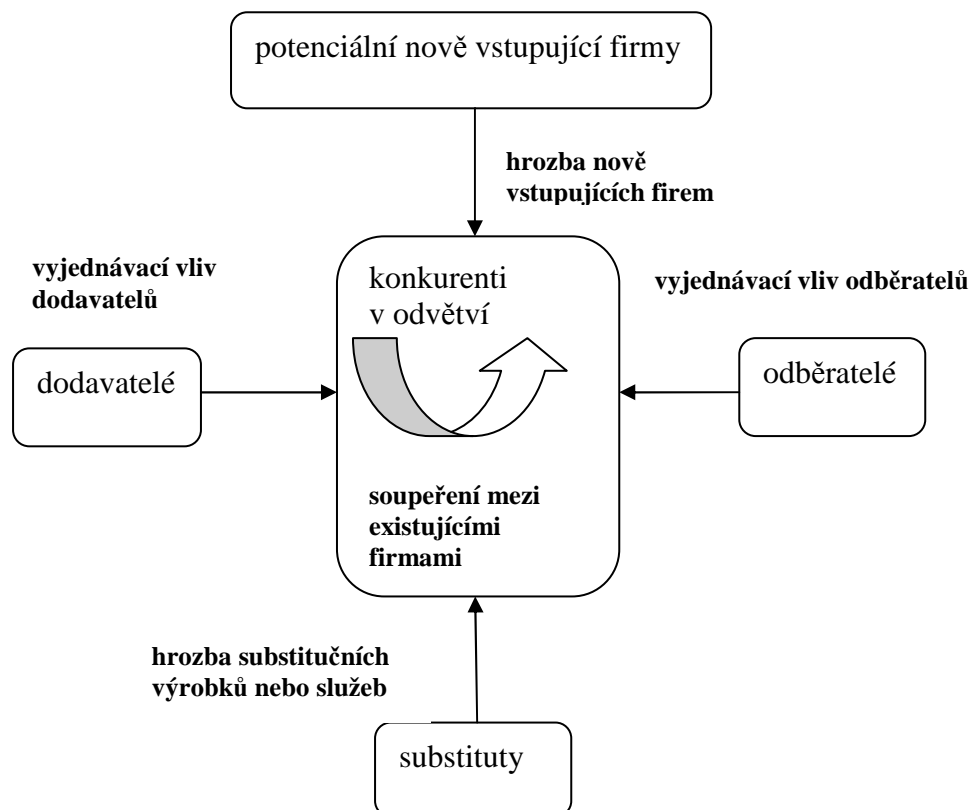 potenciální nově vstupující firmy
hrozba nově
vstupujících firem
vyjednávací vliv
dodavatelů
konkurenti
v odvětví
vyjednávací vliv odběratelů
dodavatelé
odběratelé
soupeření mezi
existujícími
firmami
hrozba substitučních
výrobků nebo služeb
substituty